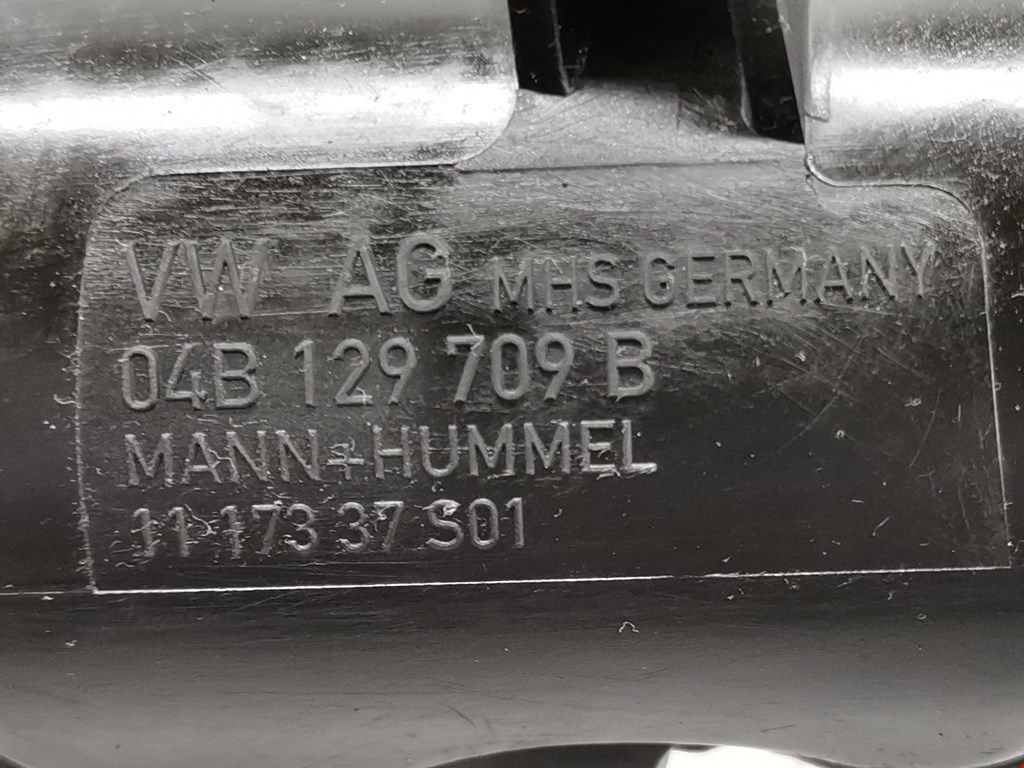 VW AG MHS GERMANY
04B 129 709 B
MANN+HUMMEL
11 173 37 S01